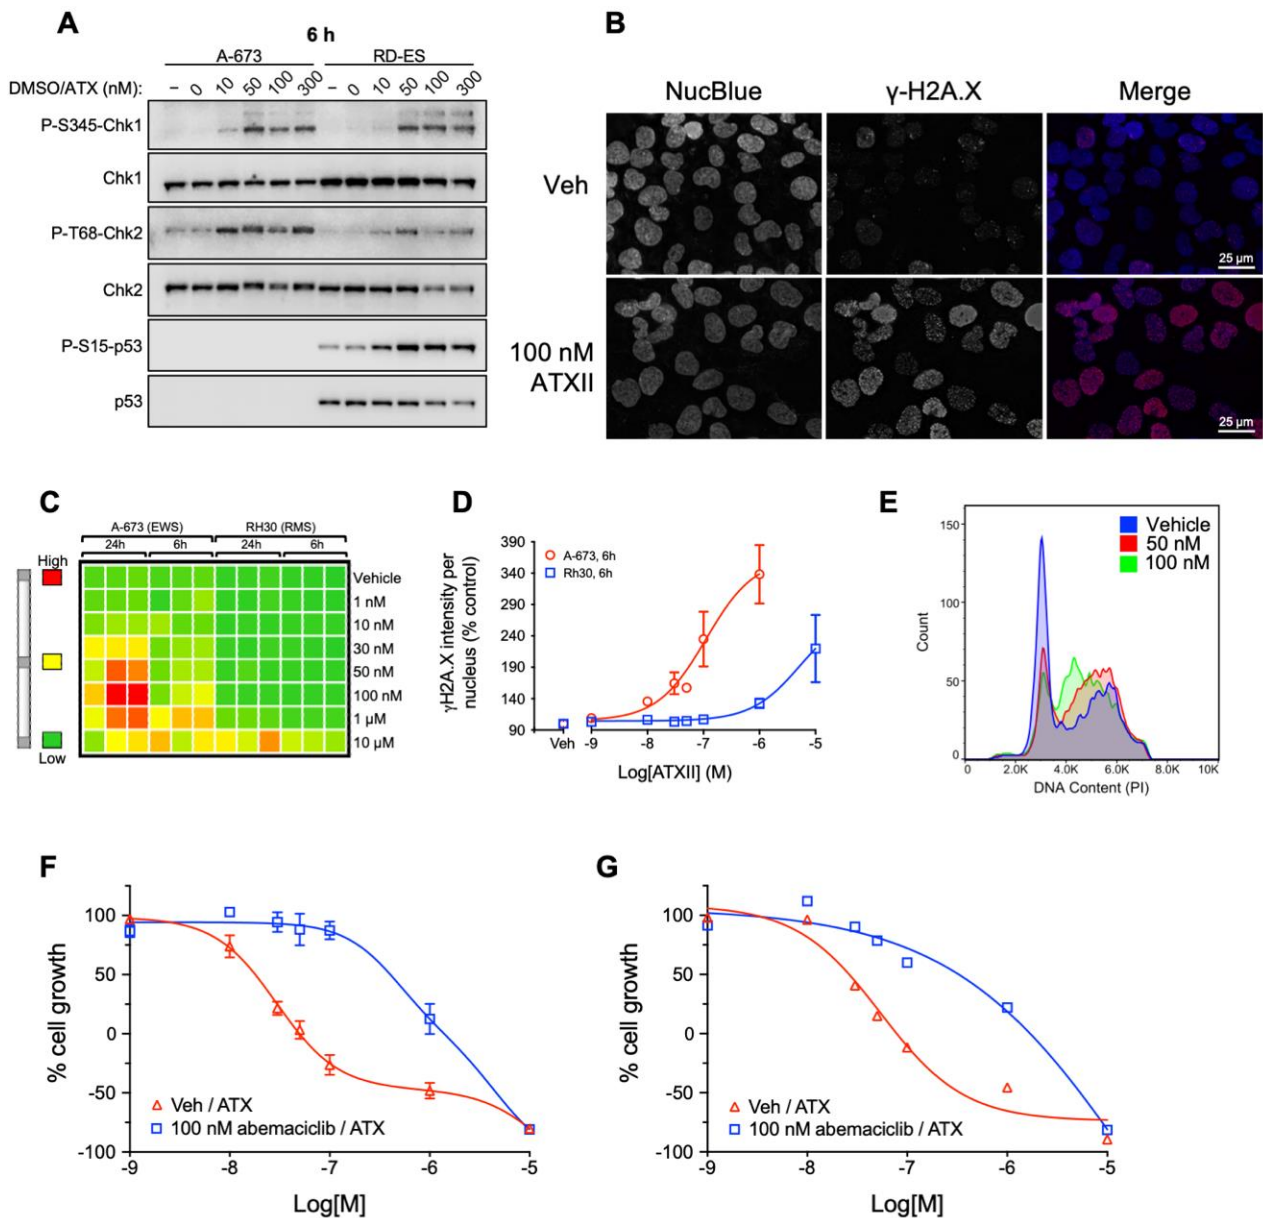 A
6 h
A-673 RD-ES
DMSO/ATX (nM): – 0 10 50 100 300 – 0 10 50 100 300
P-S345-Chk1
Chk1
P-T68-Chk2
Chk2
P-S15-p53
p53
B
NucBlue γ-H2A.X Merge
Veh
25 µm
100 nM
ATXII
25 µm
C
A-673 (EWS) RH30 (RMS)
24h 6h 24h 6h
High
Low
Vehicle
1 nM
10 nM
30 nM
50 nM
100 nM
1 µM
10 µM
D
γH2A.X intensity per
nucleus (% control)
390
340
290
240
190
140
90
A-673, 6h
Rh30, 6h
Veh -9 -8 -7 -6 -5
Log[ATXII] (M)
E
Count
150
100
50
0
Vehicle
50 nM
100 nM
0 2.0K 4.0K 6.0K 8.0K 10K
DNA Content (PI)
F
% cell growth
100
50
0
-50
-100
Veh / ATX
100 nM abemaciclib / ATX
-9 -8 -7 -6 -5
Log[M]
G
% cell growth
100
50
0
-50
-100
Veh / ATX
100 nM abemaciclib / ATX
-9 -8 -7 -6 -5
Log[M]